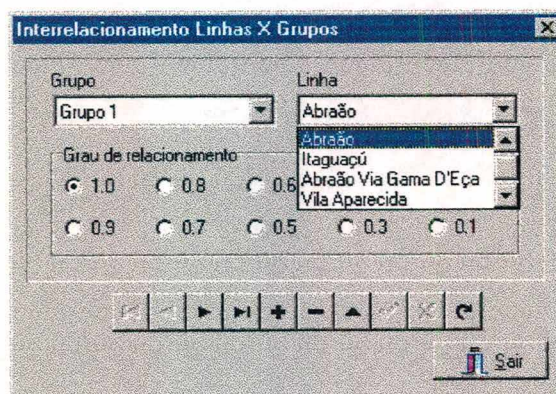 Interrelacionamento Linhas X Grupos
Grupo
Linha
Grupo 1
Abraão
Abraão
Itaguaçú
Abraão Via Gama D'Eça
Vila Aparecida
Grau de relacionamento
1.0 0.8 0.6
0.9 0.7 0.5 0.3 0.1
Sair